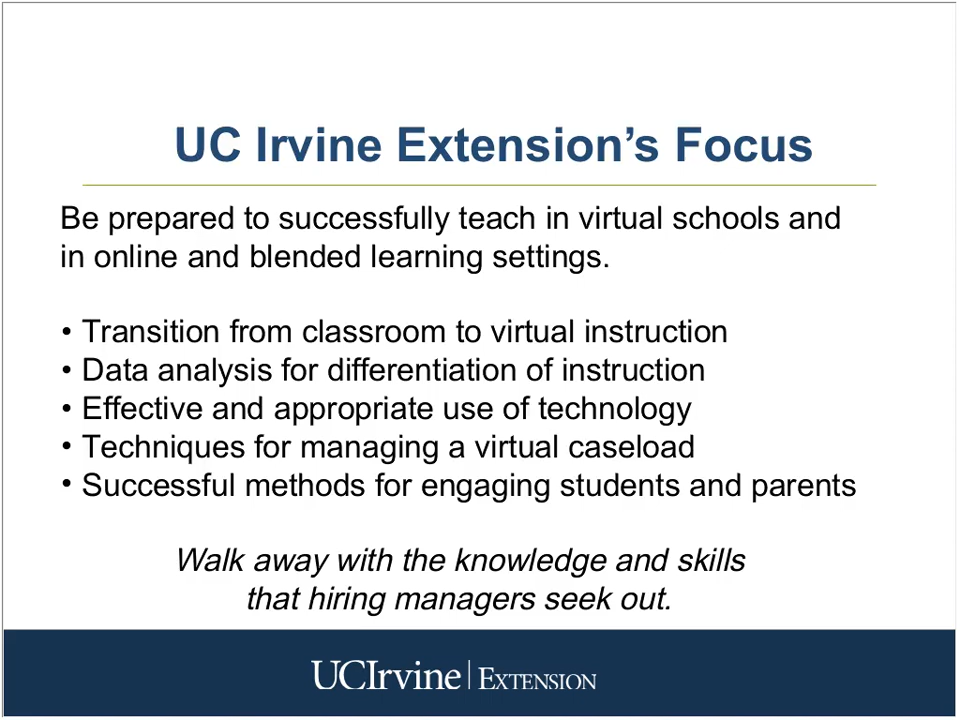 UC Irvine Extension’s Focus
Be prepared to successfully teach in virtual schools and
in online and blended learning settings.
• Transition from classroom to virtual instruction
• Data analysis for differentiation of instruction
• Effective and appropriate use of technology
• Techniques for managing a virtual caseload
• Successful methods for engaging students and parents
Walk away with the knowledge and skills
that hiring managers seek out.
UCIrvine | EXTENSION